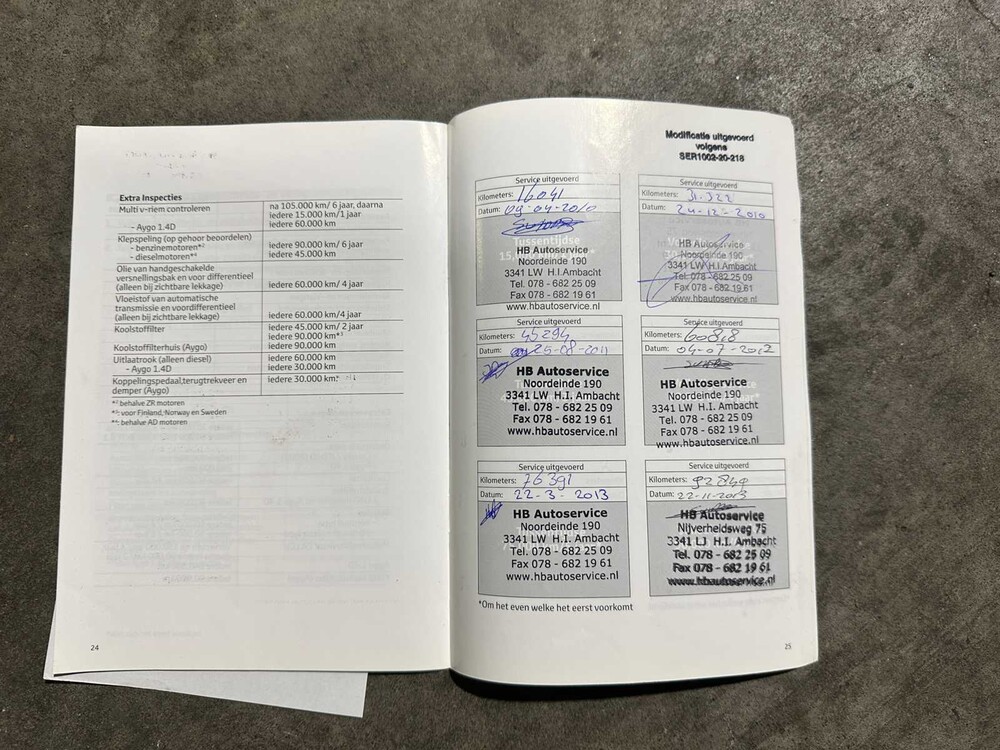 Extra Inspecties
Multi v-riem controleren na 105.000 km/ 6 jaar, daarna
iedere 15.000 km/1 jaar
- Aygo 1.4D iedere 60.000 km
Klepspeling (op gehoor beoordelen)
- benzinemotoren*² iedere 90.000 km/ 6 jaar
- dieselmotoren*⁴ iedere 45.000 km
Olie van handgeschakelde
versnellingsbak en voor differentieel
(alleen bij zichtbare lekkage) iedere 60.000 km/ 4 jaar
Vloeistof van automatische
transmissie en voordifferentieel
(alleen bij zichtbare lekkage) iedere 60.000 km/4 jaar
Koolstoffilter iedere 45.000 km/ 2 jaar
iedere 90.000 km*³
Koolstoffilterhuis (Aygo) iedere 90.000 km
Uitlaatrook (alleen diesel) iedere 60.000 km
- Aygo 1.4D iedere 30.000 km
Koppelingspedaal,terugtrekveer en iedere 30.000 km*
demper (Aygo)
*² behalve ZR motoren
*³: voor Finland, Norway en Sweden
*⁴: behalve AD motoren
24
Modificatie uitgevoerd
volgens
SER1002-20-218
Service uitgevoerd
Kilometers: 16041
Datum: 09-04-2010
Tussentijdse
HB Autoservice
Noordeinde 190
3341 LW H.I. Ambacht
Tel. 078 - 682 25 09
Fax 078 - 682 19 61
www.hbautoservice.nl
Service uitgevoerd
Kilometers: 31.322
Datum: 24-12-2010
HB Autoservice
Noordeinde 190
3341 LW H.I. Ambacht
Tel. 078 - 682 25 09
Fax 078 - 682 19 61
www.hbautoservice.nl
Service uitgevoerd
Kilometers: 45294
Datum: 25-08-2011
HB Autoservice
Noordeinde 190
3341 LW H.I. Ambacht
Tel. 078 - 682 25 09
Fax 078 - 682 19 61
www.hbautoservice.nl
Service uitgevoerd
Kilometers:
Datum: 04-07-2012
HB Autoservice
Noordeinde 190
3341 LW H.I. Ambacht
Tel. 078 - 682 25 09
Fax 078 - 682 19 61
www.hbautoservice.nl
Service uitgevoerd
Kilometers: 76391
Datum: 22-3-2013
HB Autoservice
Noordeinde 190
3341 LW H.I. Ambacht
Tel. 078 - 682 25 09
Fax 078 - 682 19 61
www.hbautoservice.nl
Service uitgevoerd
Kilometers: 92840
Datum: 22-11-2013
HB Autoservice
Nijverheidsweg 75
3341 LJ H.I. Ambacht
Tel. 078 - 682 25 09
Fax 078 - 682 19 61
www.hbautoservice.nl
*Om het even welke het eerst voorkomt
25